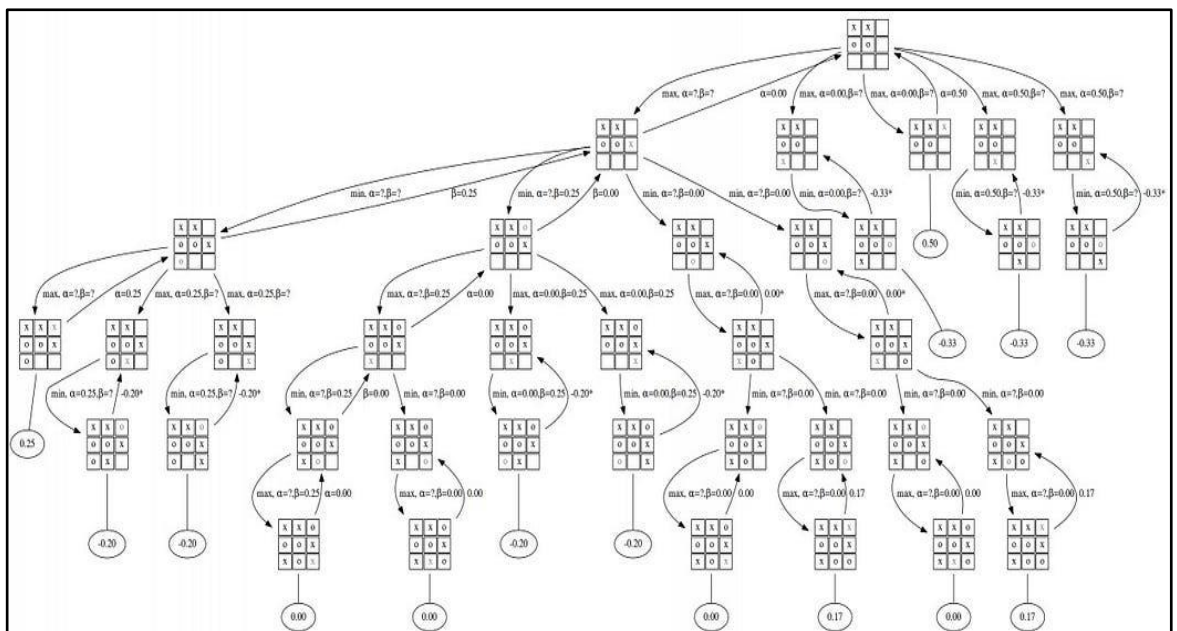 x x
o o
max, α=?,β=? α=0.00 max, α=0.00,β=? max, α=0.00,β=? α=0.50 max, α=0.50,β=? max, α=0.50,β=?
x x x x x x x x x x x
o o x o o o o o o o o
x x x
min, α=?,β=? β=0.25 min, α=?,β=0.25 β=0.00 min, α=?,β=0.00 min, α=?,β=0.00 min, α=0.00,β=? -0.33* min, α=0.50,β=? -0.33* min, α=0.50,β=? -0.33*
x x x x o x x x x x x x x x x
o o x o o x o o x o o x o o o o o o o o o
o o o x x x
0.50
max, α=?,β=? α=0.25 max, α=0.25,β=? max, α=0.25,β=? max, α=?,β=0.25 α=0.00 max, α=0.00,β=0.25 max, α=0.00,β=0.25 max, α=?,β=0.00 0.00* max, α=?,β=0.00 0.00*
x x x x x x x x x o x x o x x o x x x x
o o x o o x o o x o o x o o x o o x o o x o o x
o o x o x x x x x o x o
-0.33 -0.33 -0.33
min, α=0.25,β=? -0.20* min, α=0.25,β=? -0.20* min, α=?,β=0.25 β=0.00 min, α=?,β=0.00 min, α=0.00,β=0.25 -0.20* min, α=0.00,β=0.25 -0.20* min, α=?,β=0.00 min, α=?,β=0.00 min, α=?,β=0.00 min, α=?,β=0.00
0.25
x x o x x o x x o x x o x x o x x o x x o x x x x o x x
o o x o o x o o x o o x o o x o o x o o x o o x o o x o o x
o x o x x o x o o x o x x o x o o x o x o o
max, α=?,β=0.25 α=0.00 max, α=?,β=0.00 0.00 max, α=?,β=0.00 0.00 max, α=?,β=0.00 0.17 max, α=?,β=0.00 0.00 max, α=?,β=0.00 0.17
-0.20 -0.20 -0.20 -0.20
x x o x x o x x o x x x x x o x x x
o o x o o x o o x o o x o o x o o x
x o x x x o x o x x o o x x o x o o
0.00 0.00 0.00 0.17 0.00 0.17